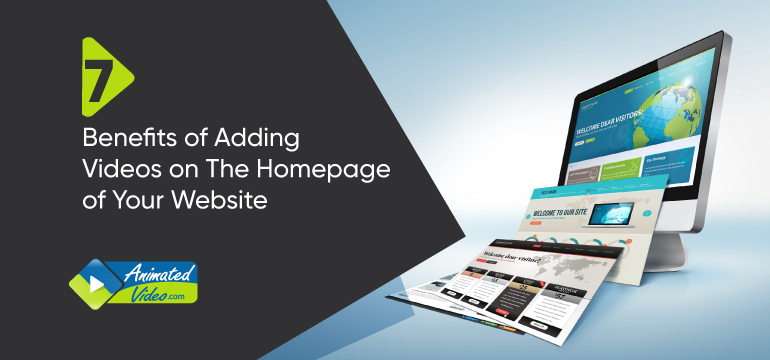 7
Benefits of Adding
Videos on The Homepage
of Your Website
Animated
Video.com
WELCOME DEAR VISITORS!
WELCOME TO OUR SITE
Welcome dear visitor!